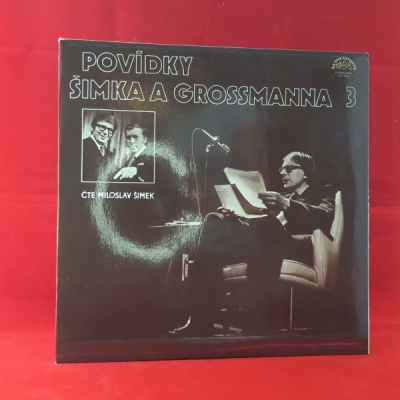 POVÍDKY
ŠIMKA A GROSSMANNA 3
ČTE MILOSLAV ŠIMEK